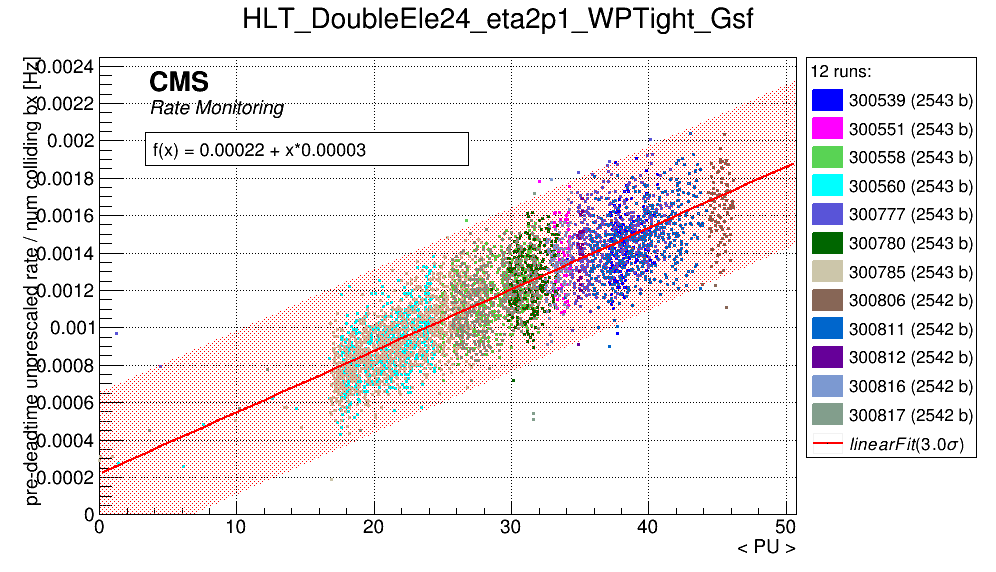 HLT_DoubleEle24_eta2p1_WPTight_Gsf
pre-deadtime unprescaled rate / num colliding bx [Hz]
0.0024
0.0022
0.002
0.0018
0.0016
0.0014
0.0012
0.001
0.0008
0.0006
0.0004
0.0002
0
CMS
Rate Monitoring
f(x) = 0.00022 + x*0.00003
0 10 20 30 40 50
< PU >
12 runs:
300539 (2543 b)
300551 (2543 b)
300558 (2543 b)
300560 (2543 b)
300777 (2543 b)
300780 (2543 b)
300785 (2543 b)
300806 (2542 b)
300811 (2542 b)
300812 (2542 b)
300816 (2542 b)
300817 (2542 b)
linearFit(3.0σ)